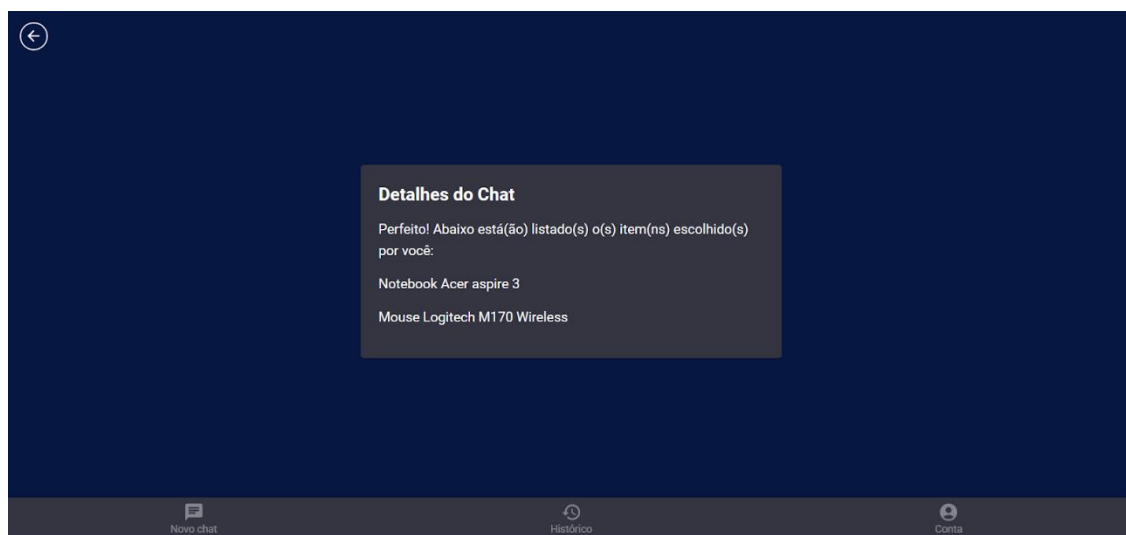 Detalhes do Chat
Perfeito! Abaixo está(ão) listado(s) o(s) item(ns) escolhido(s)
por você:
Notebook Acer aspire 3
Mouse Logitech M170 Wireless
Novo chat
Histórico
Conta